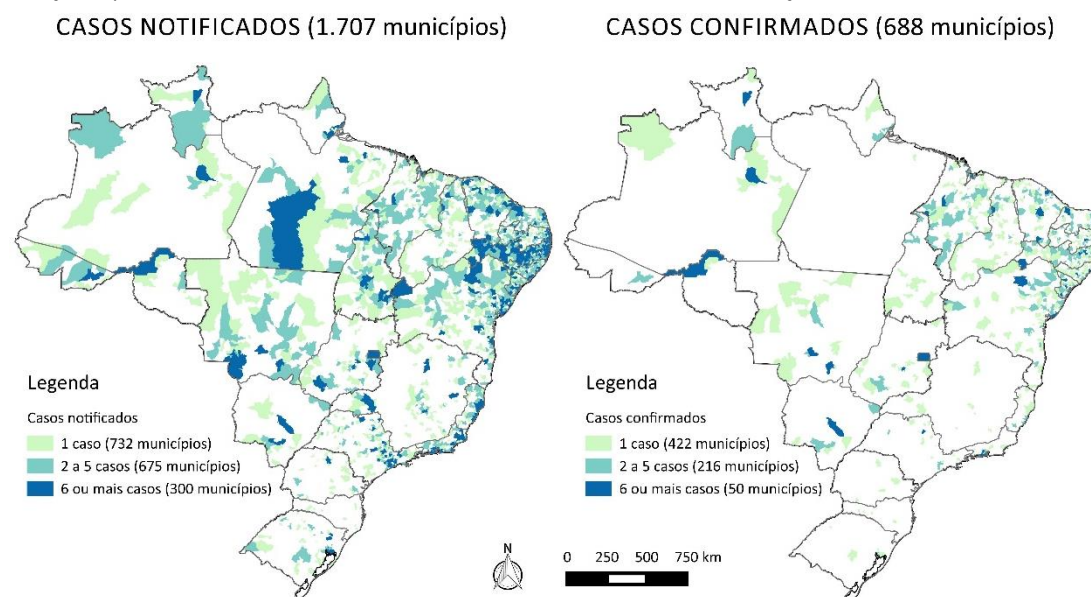 CASOS NOTIFICADOS (1.707 municípios)
Legenda
Casos notificados
1 caso (732 municípios)
2 a 5 casos (675 municípios)
6 ou mais casos (300 municípios)
CASOS CONFIRMADOS (688 municípios)
Legenda
Casos confirmados
1 caso (422 municípios)
2 a 5 casos (216 municípios)
6 ou mais casos (50 municípios)
N
0 250 500 750 km